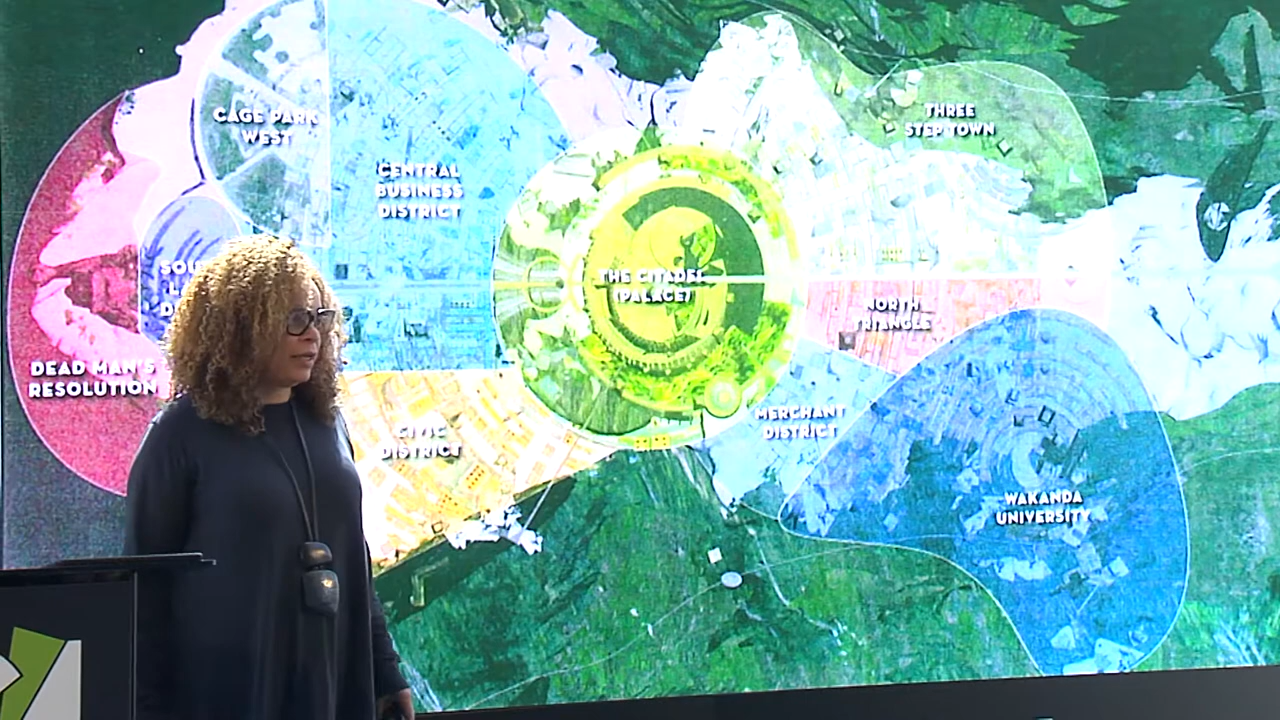 CAGE PARK
WEST
CENTRAL
BUSINESS
DISTRICT
THREE
STEP TOWN
THE CITADEL
(PALACE)
NORTH
TRIANGLE
DEAD MAN'S
RESOLUTION
CIVIC
DISTRICT
MERCHANT
DISTRICT
WAKANDA
UNIVERSITY